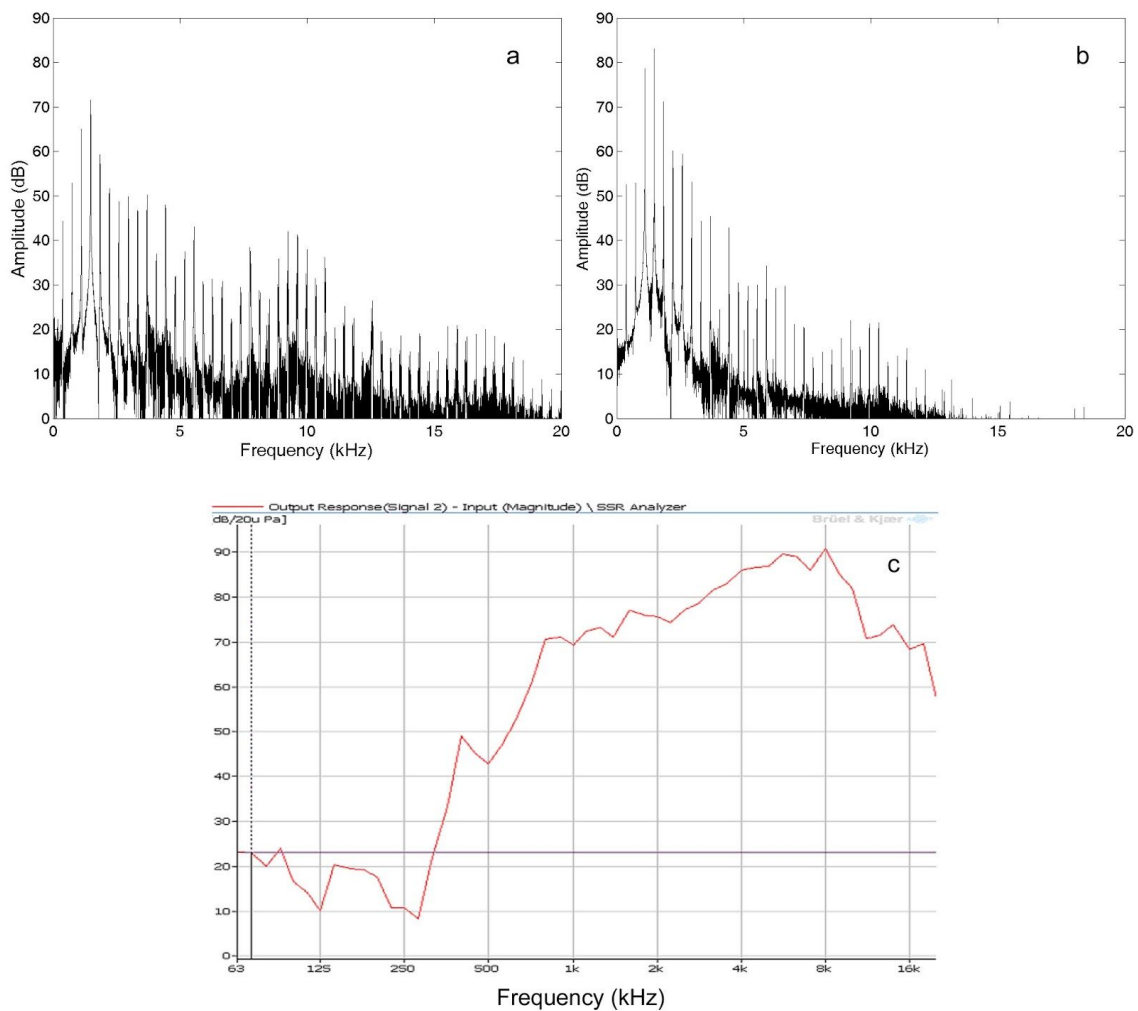 90
80
70
60
50
40
30
20
10
0
Amplitude (dB)
a
0 5 10 15 20
Frequency (kHz)
90
80
70
60
50
40
30
20
10
0
Amplitude (dB)
b
0 5 10 15 20
Frequency (kHz)
Output Response(Signal 2) - Input (Magnitude) \ SSR Analyzer
dB/20u Pa]
Brüel & Kjær
90
80
70
60
50
40
30
20
10
0
c
63 125 250 500 1k 2k 4k 8k 16k
Frequency (kHz)